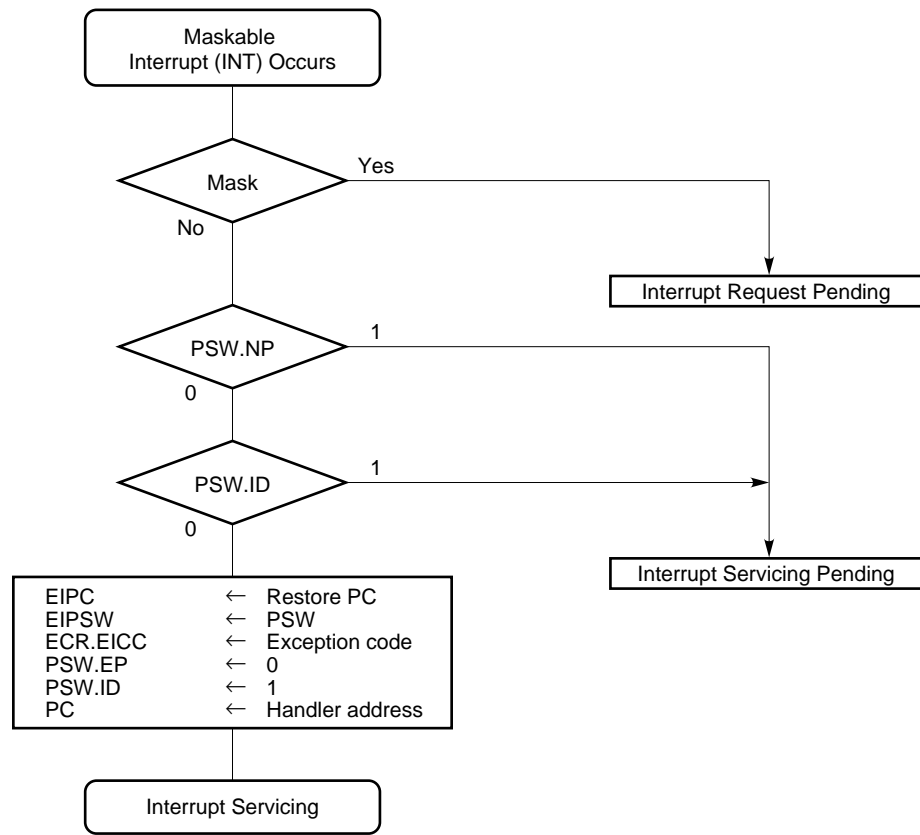 Maskable
Interrupt (INT) Occurs
Mask
Yes
No
Interrupt Request Pending
PSW.NP
1
0
PSW.ID
1
0
Interrupt Servicing Pending
EIPC ← Restore PC
EIPSW ← PSW
ECR.EICC ← Exception code
PSW.EP ← 0
PSW.ID ← 1
PC ← Handler address
Interrupt Servicing